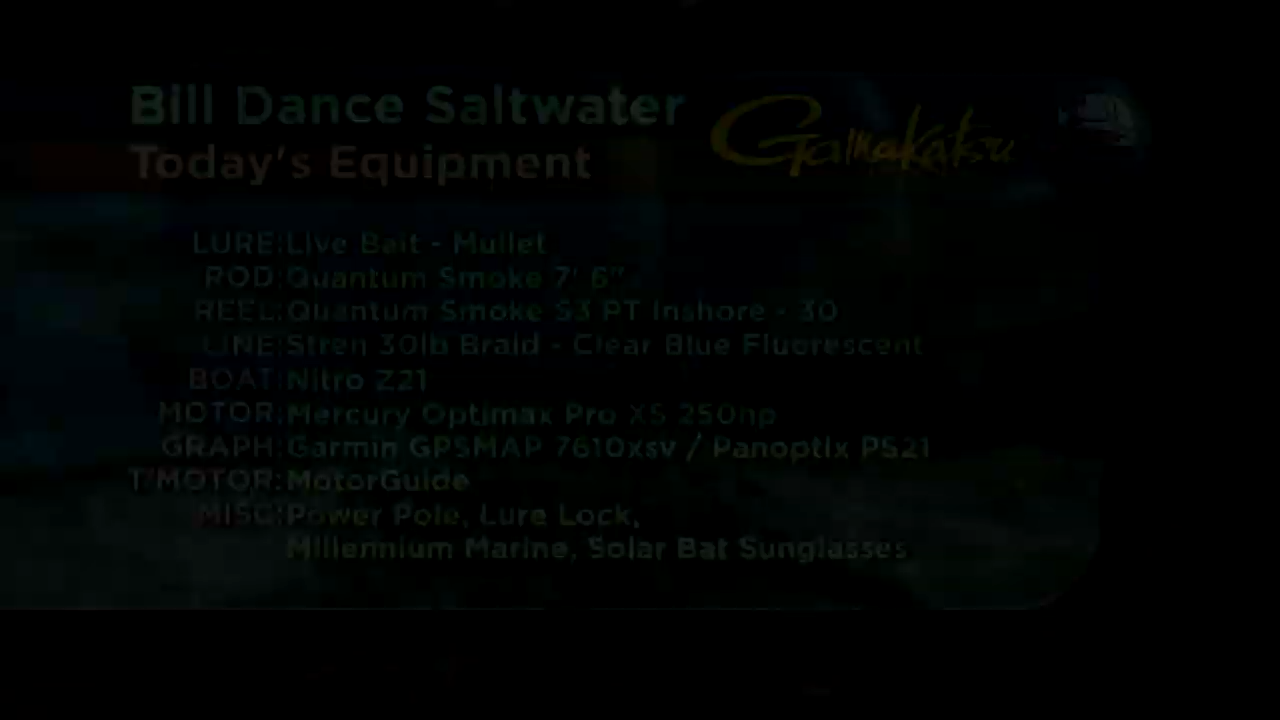 Bill Dance Saltwater
Gamakatsu
Today's Equipment
LURE: Live Bait - Mullet
ROD: Quantum Smoke 7' 6"
REEL: Quantum Smoke S3 PT Inshore - 30
LINE: Stren 30lb Braid - Clear Blue Fluorescent
BOAT: Nitro Z21
MOTOR: Mercury Optimax Pro XS 250hp
GRAPH: Garmin GPSMAP 7610xsv / Panoptix PS21
T/MOTOR: MotorGuide
MISC: Power Pole, Lure Lock,
Millennium Marine, Solar Bat Sunglasses